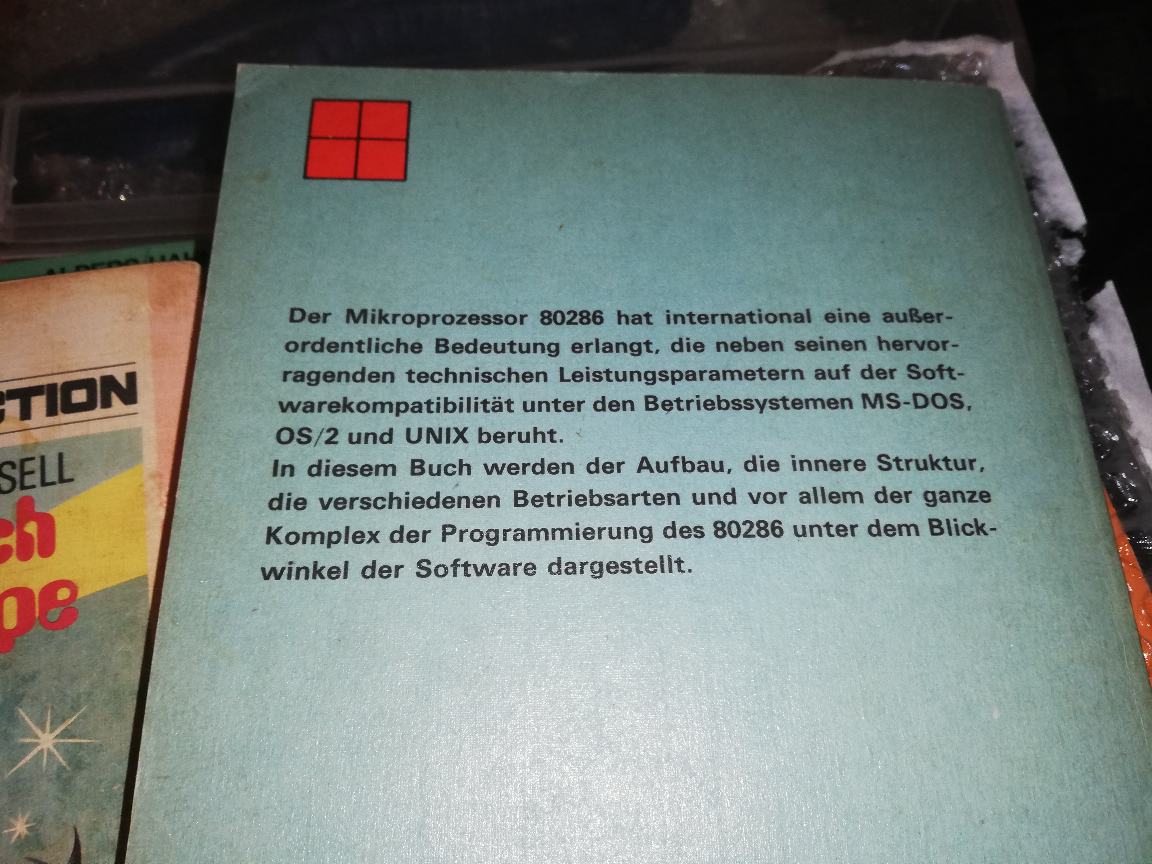 Der Mikroprozessor 80286 hat international eine außer-
ordentliche Bedeutung erlangt, die neben seinen hervor-
ragenden technischen Leistungsparametern auf der Soft-
warekompatibilität unter den Betriebssystemen MS-DOS,
OS/2 und UNIX beruht.
In diesem Buch werden der Aufbau, die innere Struktur,
die verschiedenen Betriebsarten und vor allem der ganze
Komplex der Programmierung des 80286 unter dem Blick-
winkel der Software dargestellt.
CTION
SELL
ch
pe